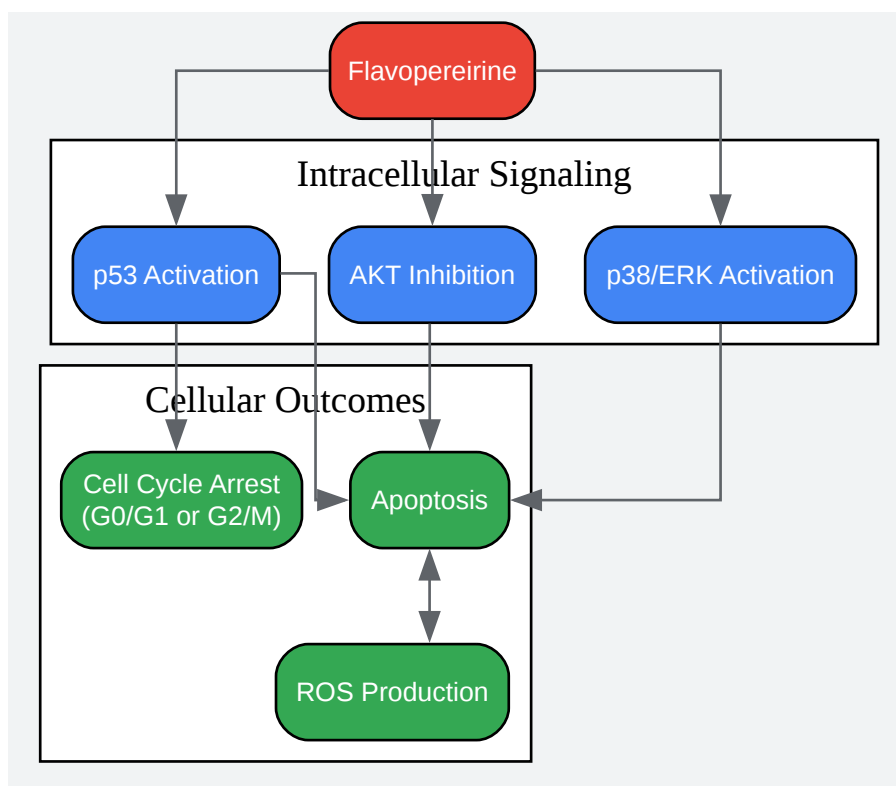 Flavopereirine
Intracellular Signaling
p53 Activation
AKT Inhibition
p38/ERK Activation
Cellular Outcomes
Cell Cycle Arrest
(G0/G1 or G2/M)
Apoptosis
ROS Production